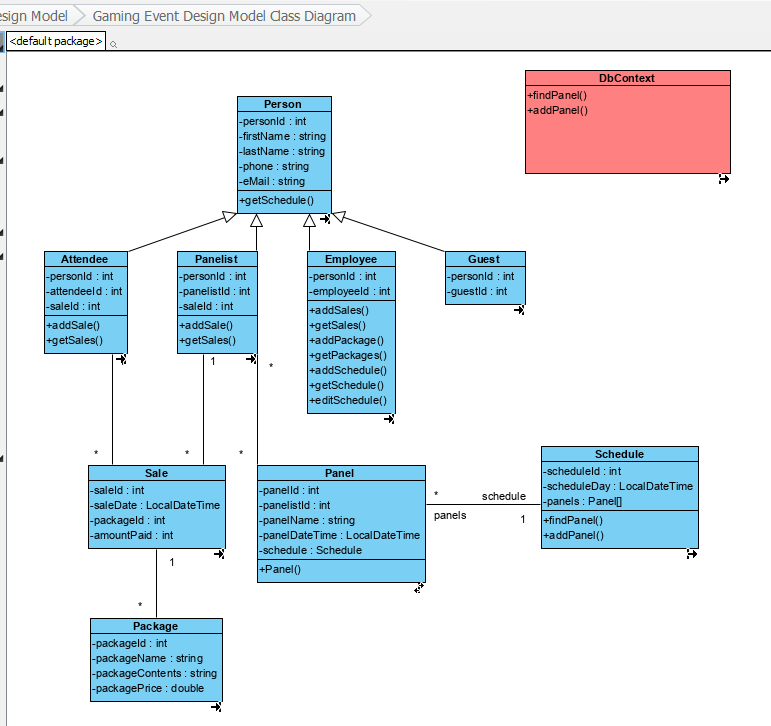 esign Model
Gaming Event Design Model Class Diagram
<default package>
DbContext
+findPanel()
+addPanel()
Person
-personId : int
-firstName : string
-lastName : string
-phone : string
-eMail : string
+getSchedule()
Attendee
-personId : int
-attendeeId : int
-saleId : int
+addSale()
+getSales()
Panelist
-personId : int
-panelistId : int
-saleId : int
+addSale()
+getSales()
Employee
-personId : int
-employeeId : int
+addSales()
+getSales()
+addPackage()
+getPackages()
+addSchedule()
+getSchedule()
+editSchedule()
Guest
-personId : int
-guestId : int
1
*
*
*
*
Sale
-saleId : int
-saleDate : LocalDateTime
-packageId : int
-amountPaid : int
Panel
-panelId : int
-panelistId : int
-panelName : string
-panelDateTime : LocalDateTime
-schedule : Schedule
+Panel()
*
schedule
panels
1
Schedule
-scheduleId : int
-scheduleDay : LocalDateTime
-panels : Panel[]
+findPanel()
+addPanel()
1
*
Package
-packageId : int
-packageName : string
-packageContents : string
-packagePrice : double